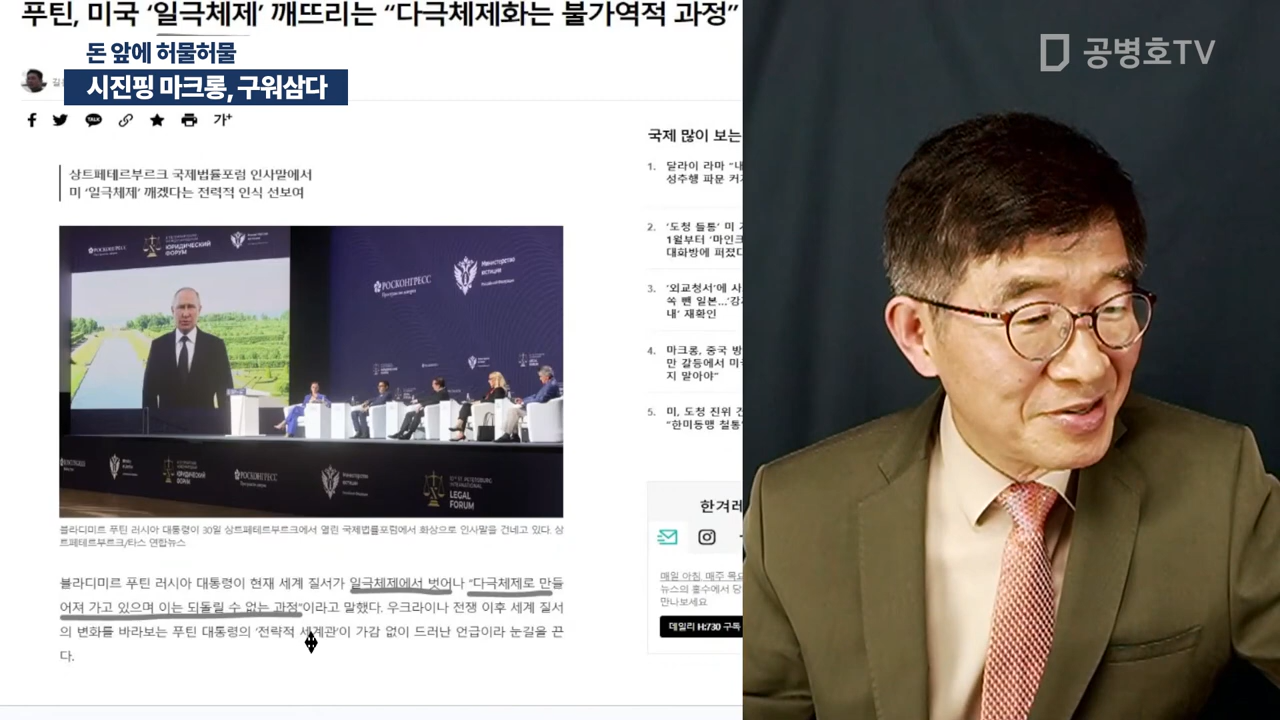 푸틴, 미국 ‘일극체제’ 깨뜨리는 “다극체제화는 불가역적 과정”
돈 앞에 허물허물
시진핑 마크롱, 구워삶다
공병호TV
가+
상트페테르부르크 국제법률포럼 인사말에서
미 ‘일극체제’ 깨겠다는 전력적 인식 선보여
РОСКОНГРЕСС
ЮРИДИЧЕСКИЙ
ФОРУМ
РОСКОНГРЕСС
Министерство
юстиции
РОСКОНГРЕСС
LEGAL
FORUM
블라디미르 푸틴 러시아 대통령이 30일 상트페테르부르크에서 열린 국제법률포럼에서 화상으로 인사말을 건네고 있다. 상
트페테르부르크/타스 연합뉴스
블라디미르 푸틴 러시아 대통령이 현재 세계 질서가 일극체제에서 벗어나 “다극체제로 만들
어져 가고 있으며 이는 되돌릴 수 없는 과정”이라고 말했다. 우크라이나 전쟁 이후 세계 질서
의 변화를 바라보는 푸틴 대통령의 ‘전략적 세계관’이 가감 없이 드러난 언급이라 눈길을 끈
다.
국제 많이 보는
1. 달라이 라마 “내
성추행 파문 커지
2. ‘도청 들통’ 미
1월부터 ‘마인크
대화방에 퍼졌다
3. ‘외교청서’에 사
쏙 뺀 일본…‘강
내’ 재확인
4. 마크롱, 중국 방
만 갈등에서 미
지 말아야”
5. 미, 도청 진위
“한미동맹 철통
한겨레
매일 아침, 매주 목요
뉴스의 홍수에서 당
만나보세요
데일리 H:730 구독